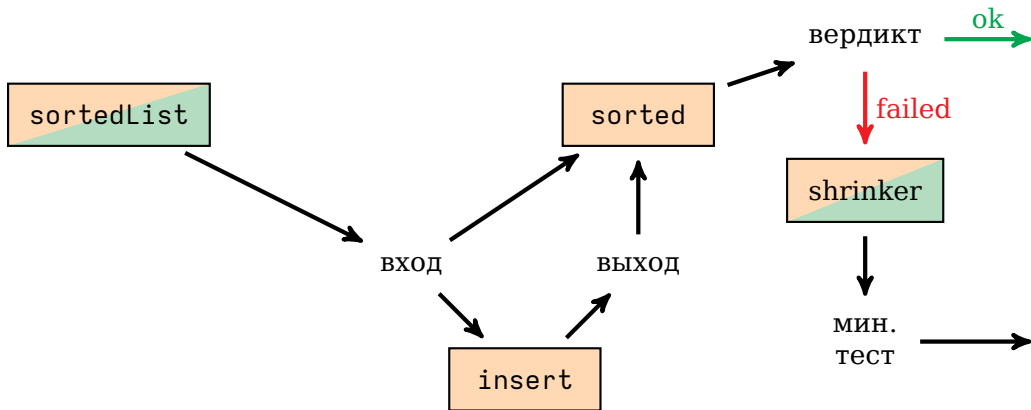 ok
вердикт
sortedList
sorted
failed
shrinker
вход
выход
мин.
тест
insert